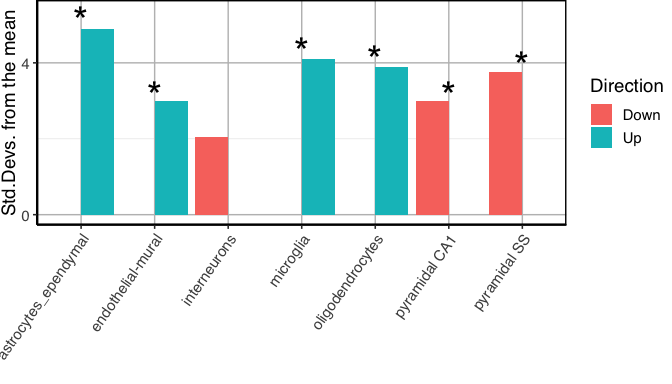 Std.Devs. from the mean
4
0
*
*
*
*
*
*
astrocytes_ependymal
endothelial-mural
interneurons
microglia
oligodendrocytes
pyramidal CA1
pyramidal SS
Direction
Down
Up